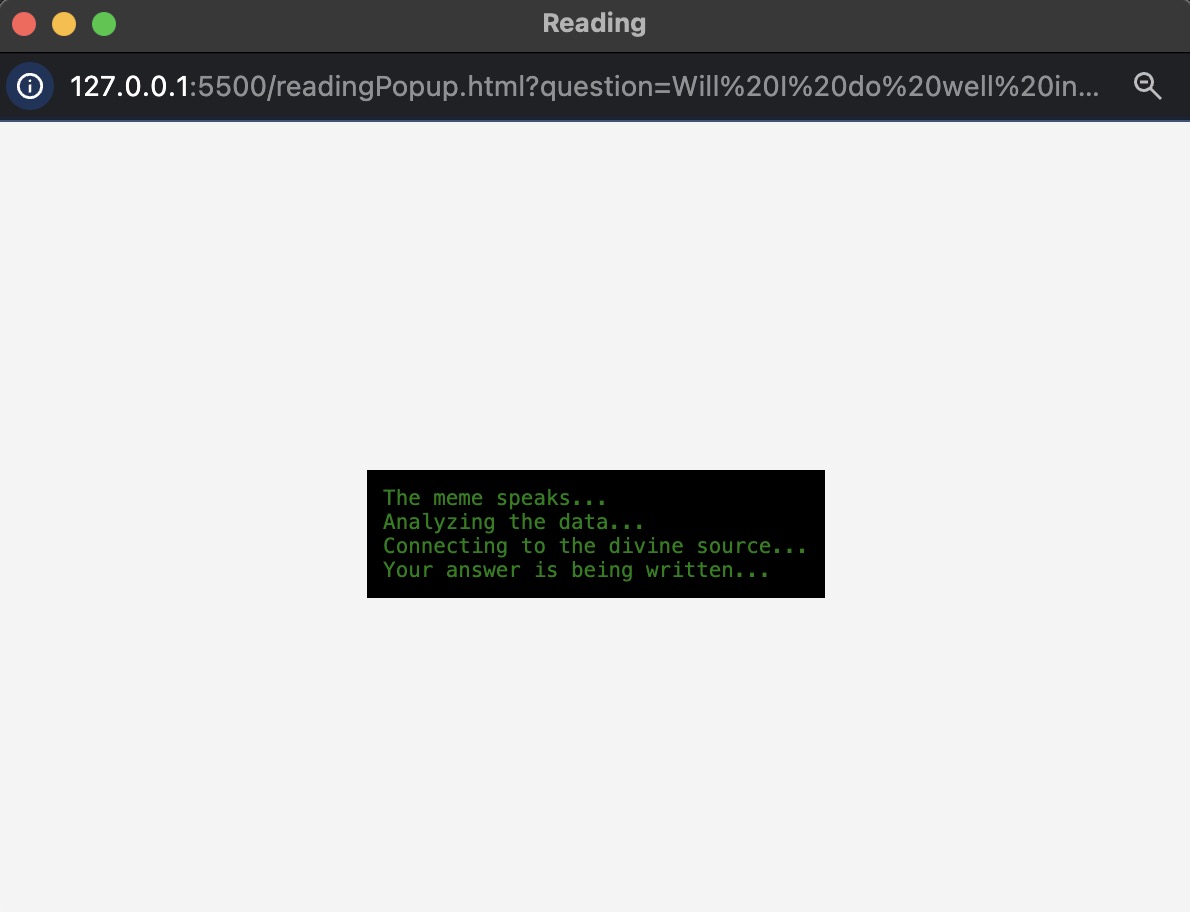 Reading
127.0.0.1:5500/readingPopup.html?question=Will%20I%20do%20well%20in...
The meme speaks...
Analyzing the data...
Connecting to the divine source...
Your answer is being written...